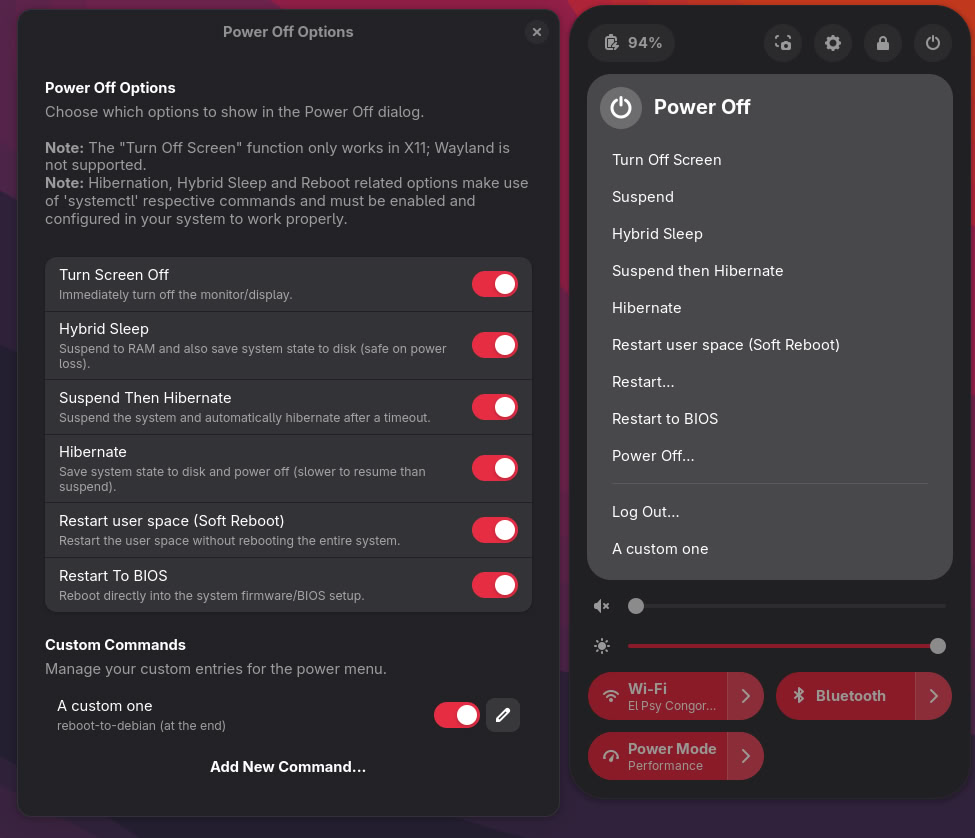 Power Off Options
Power Off Options
Choose which options to show in the Power Off dialog.
Note: The "Turn Off Screen" function only works in X11; Wayland is
not supported.
Note: Hibernation, Hybrid Sleep and Reboot related options make use
of 'systemctl' respective commands and must be enabled and
configured in your system to work properly.
Turn Screen Off
Immediately turn off the monitor/display.
Hybrid Sleep
Suspend to RAM and also save system state to disk (safe on power
loss).
Suspend Then Hibernate
Suspend the system and automatically hibernate after a timeout.
Hibernate
Save system state to disk and power off (slower to resume than
suspend).
Restart user space (Soft Reboot)
Restart the user space without rebooting the entire system.
Restart To BIOS
Reboot directly into the system firmware/BIOS setup.
Custom Commands
Manage your custom entries for the power menu.
A custom one
reboot-to-debian (at the end)
Add New Command...
94%
Power Off
Turn Off Screen
Suspend
Hybrid Sleep
Suspend then Hibernate
Hibernate
Restart user space (Soft Reboot)
Restart...
Restart to BIOS
Power Off...
Log Out...
A custom one
Wi-Fi
El Psy Congor...
Bluetooth
Power Mode
Performance